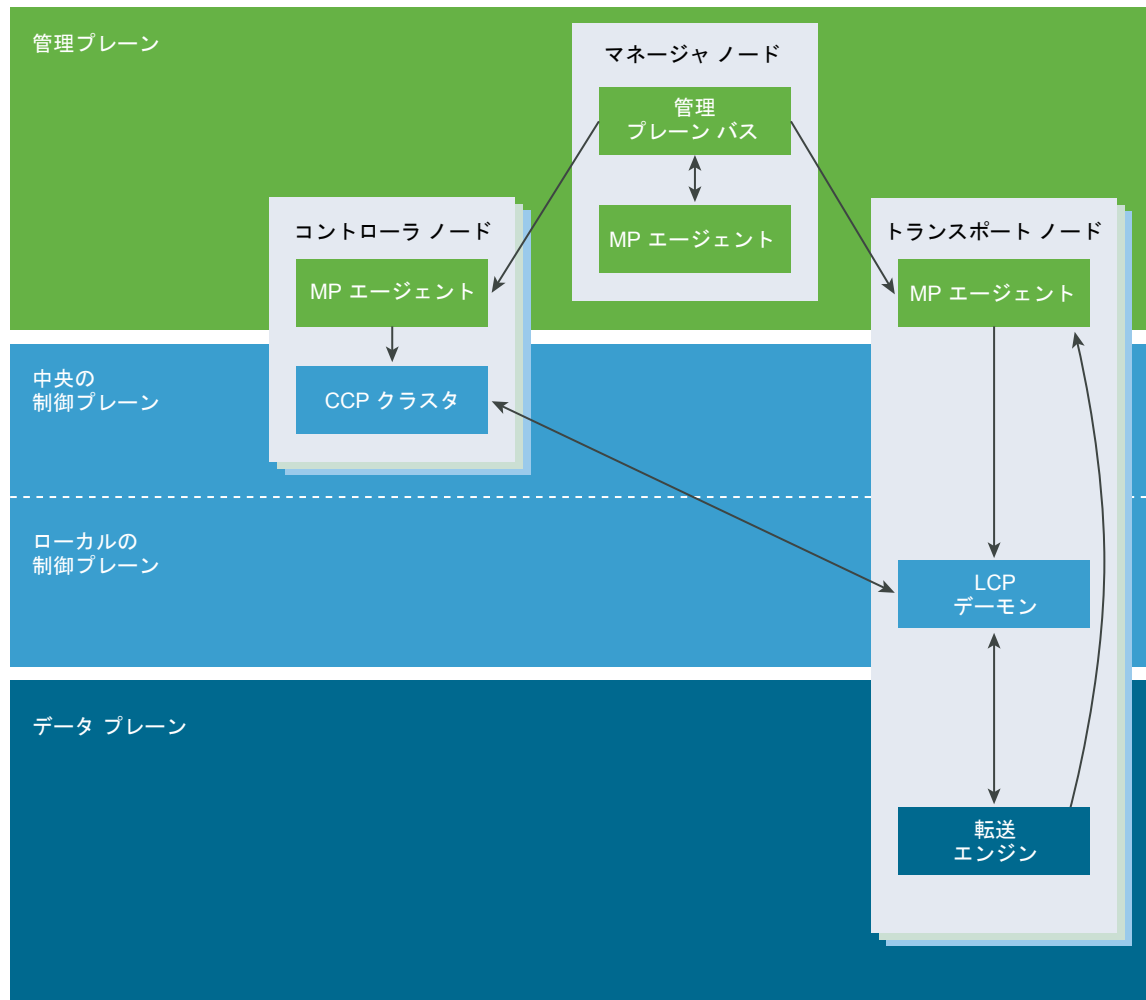 管理プレーン
マネージャ ノード
管理
プレーン バス
MP エージェント
コントローラ ノード
MP エージェント
トランスポート ノード
MP エージェント
中央の
制御プレーン
CCP クラスタ
ローカルの
制御プレーン
LCP
デーモン
データ プレーン
転送
エンジン